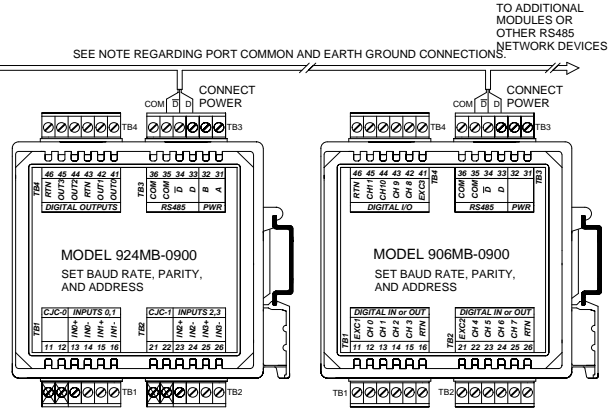 TO ADDITIONAL
MODULES OR
OTHER RS485
NETWORK DEVICES
SEE NOTE REGARDING PORT COMMON AND EARTH GROUND CONNECTIONS.
CONNECT
POWER
COM D D
TB4
TB3
46 45 44 43 42 41
RTN OUT3 OUT2 RTN OUT1 OUT0
TB4
DIGITAL OUTPUTS
36 35 34 33 32 31
COM COM D D B A
TB3
RS485 PWR
MODEL 924MB-0900
SET BAUD RATE, PARITY,
AND ADDRESS
CJC-0 INPUTS 0,1
TB1
IN0+ IN0- IN1+ IN1-
11 12 13 14 15 16
CJC-1 INPUTS 2,3
TB2
IN2+ IN2- IN3+ IN3-
21 22 23 24 25 26
TB1
TB2
CONNECT
POWER
COM D D
TB4
TB3
46 45 44 43 42 41
RTN CH11 CH10 CH 9 CH 8 EXC3
TB4
DIGITAL I/O
36 35 34 33 32 31
COM COM D D
TB3
RS485 PWR
MODEL 906MB-0900
SET BAUD RATE, PARITY,
AND ADDRESS
DIGITAL IN or OUT
TB1
EXC1 CH 0 CH 1 CH 2 CH 3 RTN
11 12 13 14 15 16
DIGITAL IN or OUT
TB2
EXC2 CH 4 CH 5 CH 6 CH 7 RTN
21 22 23 24 25 26
TB1
TB2